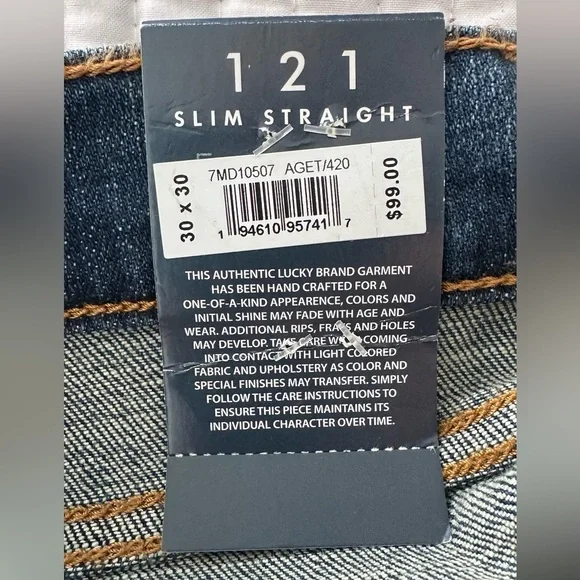 121
SLIM STRAIGHT
7MD10507 AGET/420
30 x 30
$99.00
1 94610 95741 7
THIS AUTHENTIC LUCKY BRAND GARMENT
HAS BEEN HAND CRAFTED FOR A
ONE-OF-A-KIND APPEARENCE, COLORS AND
INITIAL SHINE MAY FADE WITH AGE AND
WEAR. ADDITIONAL RIPS, FRAYS AND HOLES
MAY DEVELOP. TAKE CARE WHEN COMING
INTO CONTACT WITH LIGHT COLORED
FABRIC AND UPHOLSTERY AS COLOR AND
SPECIAL FINISHES MAY TRANSFER. SIMPLY
FOLLOW THE CARE INSTRUCTIONS TO
ENSURE THIS PIECE MAINTAINS ITS
INDIVIDUAL CHARACTER OVER TIME.